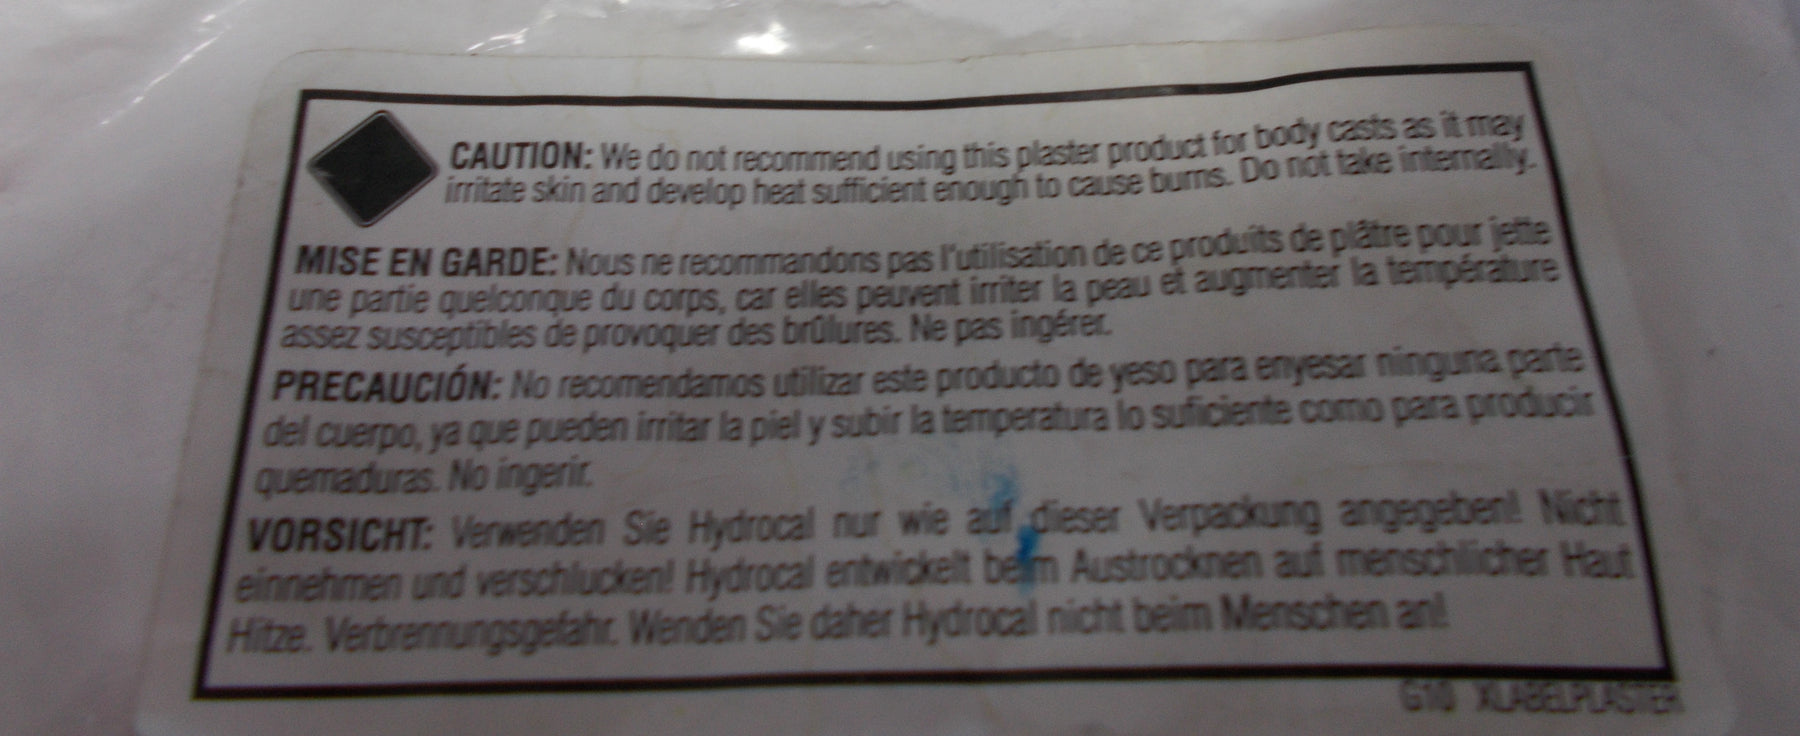 CAUTION: We do not recommend using this plaster product for body casts as it may
irritate skin and develop heat sufficient enough to cause burns. Do not take internally.
MISE EN GARDE: Nous ne recommandons pas l'utilisation de ce produits de plâtre pour jette
une partie quelconque du corps, car elles peuvent irriter la peau et augmenter la température
assez susceptibles de provoquer des brûlures. Ne pas ingérer.
PRECAUCIÓN: No recomendamos utilizar este producto de yeso para enyesar ninguna parte
del cuerpo, ya que pueden irritar la piel y subir la temperatura lo suficiente como para producir
quemaduras. No ingerir.
VORSICHT: Verwenden Sie Hydrocal nur wie auf dieser Verpackung angegeben! Nicht
einnehmen und verschlucken! Hydrocal entwickelt beim Austrocknen auf menschlicher Haut
Hitze. Verbrennungsgefahr. Wenden Sie daher Hydrocal nicht beim Menschen an!
G10 XLABELPLASTER